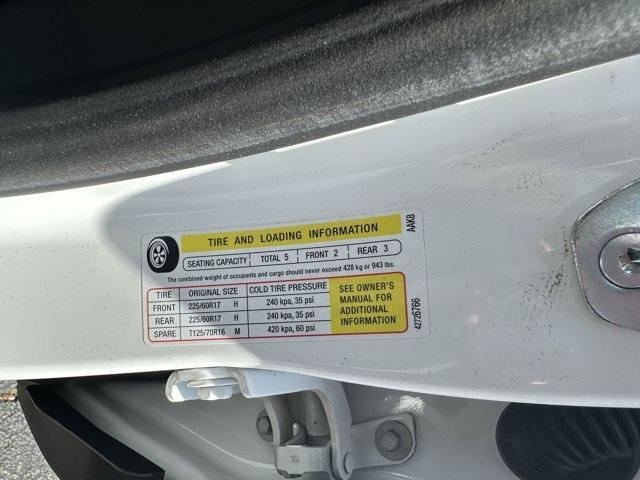 TIRE AND LOADING INFORMATION
SEATING CAPACITY TOTAL 5 FRONT 2 REAR 3
The combined weight of occupants and cargo should never exceed 428 kg or 943 lbs.
TIRE ORIGINAL SIZE COLD TIRE PRESSURE
FRONT 225/60R17 H 240 kpa, 35 psi
REAR 225/60R17 H 240 kpa, 35 psi
SPARE T125/70R16 M 420 kpa, 60 psi
SEE OWNER'S
MANUAL FOR
ADDITIONAL
INFORMATION
AAK8
42726766
15